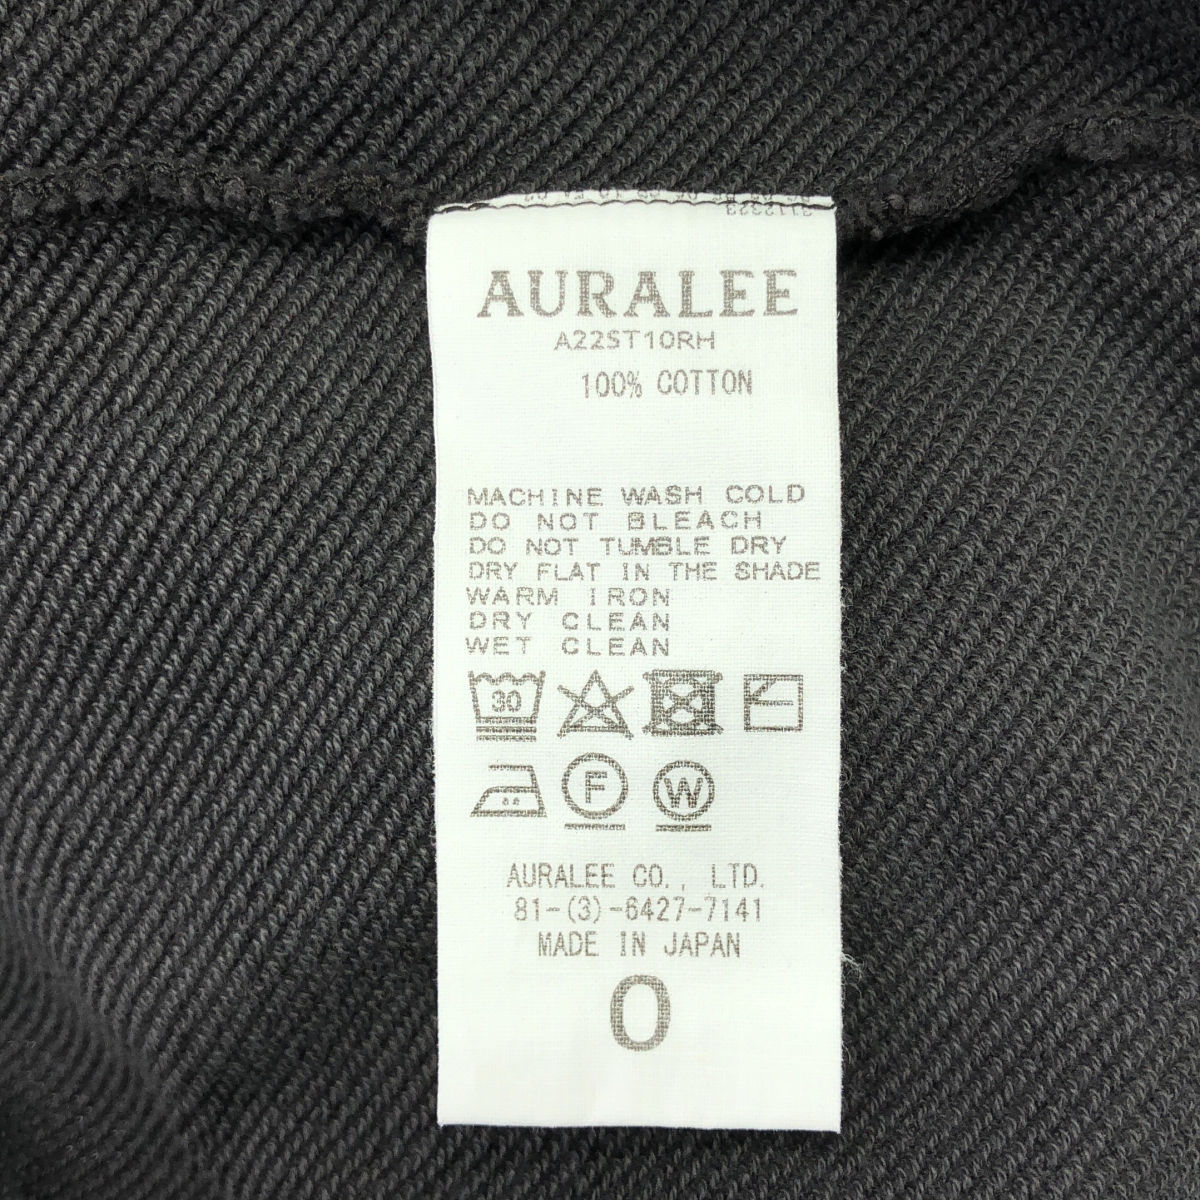 AURALEE
A22ST10RH
100% COTTON
MACHINE WASH COLD
DO NOT BLEACH
DO NOT TUMBLE DRY
DRY FLAT IN THE SHADE
WARM IRON
DRY CLEAN
WET CLEAN
30
F W
AURALEE CO., LTD.
81-(3)-6427-7141
MADE IN JAPAN
0